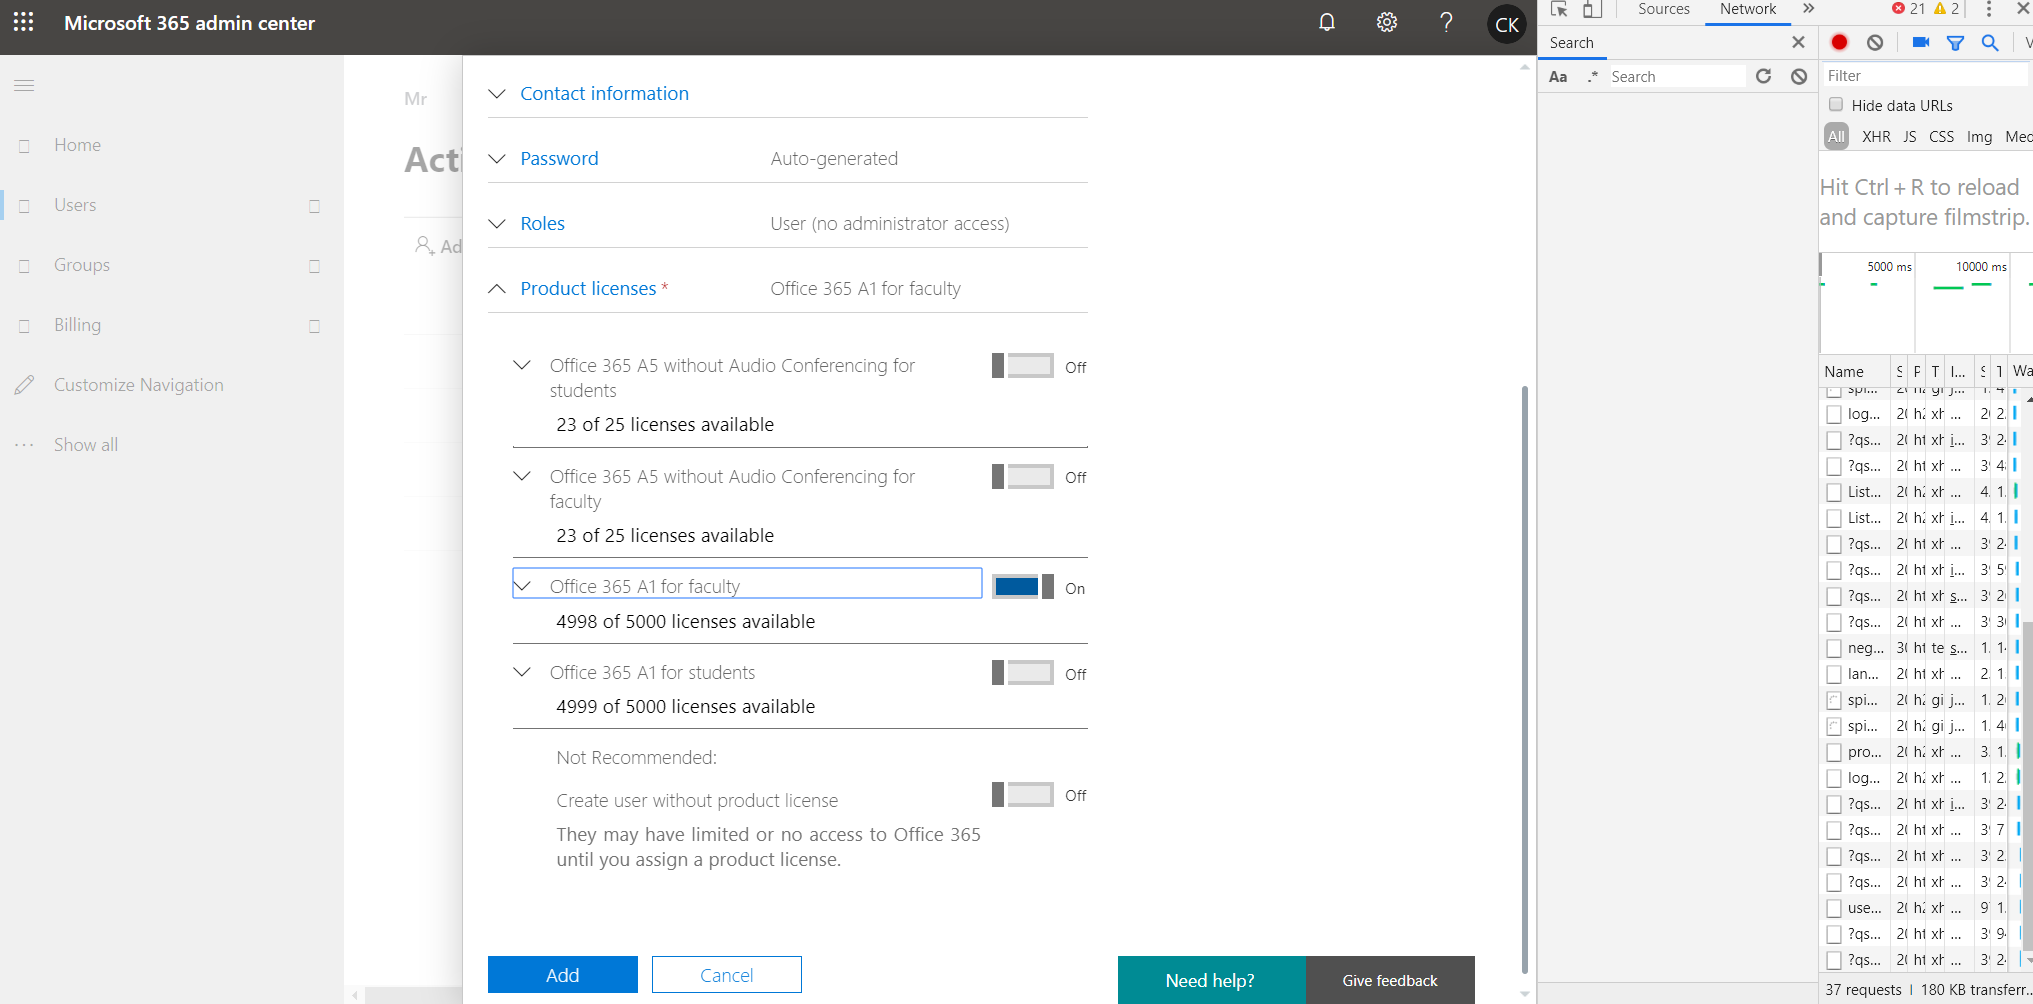 Microsoft 365 admin center
CK
Home
Users
Groups
Billing
Customize Navigation
Show all
Mr
Contact information
Password
Auto-generated
Roles
User (no administrator access)
Product licenses *
Office 365 A1 for faculty
Office 365 A5 without Audio Conferencing for
students
Off
23 of 25 licenses available
Office 365 A5 without Audio Conferencing for
faculty
Off
23 of 25 licenses available
Office 365 A1 for faculty
On
4998 of 5000 licenses available
Office 365 A1 for students
Off
4999 of 5000 licenses available
Not Recommended:
Create user without product license
Off
They may have limited or no access to Office 365
until you assign a product license.
Add
Cancel
Need help?
Give feedback
Sources
Network
21
2
Search
Aa
.*
Search
Filter
Hide data URLs
All
XHR
JS
CSS
Img
Hit Ctrl + R to reload
and capture filmstrip.
5000 ms
10000 ms
Name
log...
?qs...
?qs...
List...
List...
?qs...
?qs...
?qs...
?qs...
neg...
lan...
spi...
spi...
pro...
log...
?qs...
?qs...
?qs...
?qs...
use...
?qs...
?qs...
37 requests
180 KB transferr...